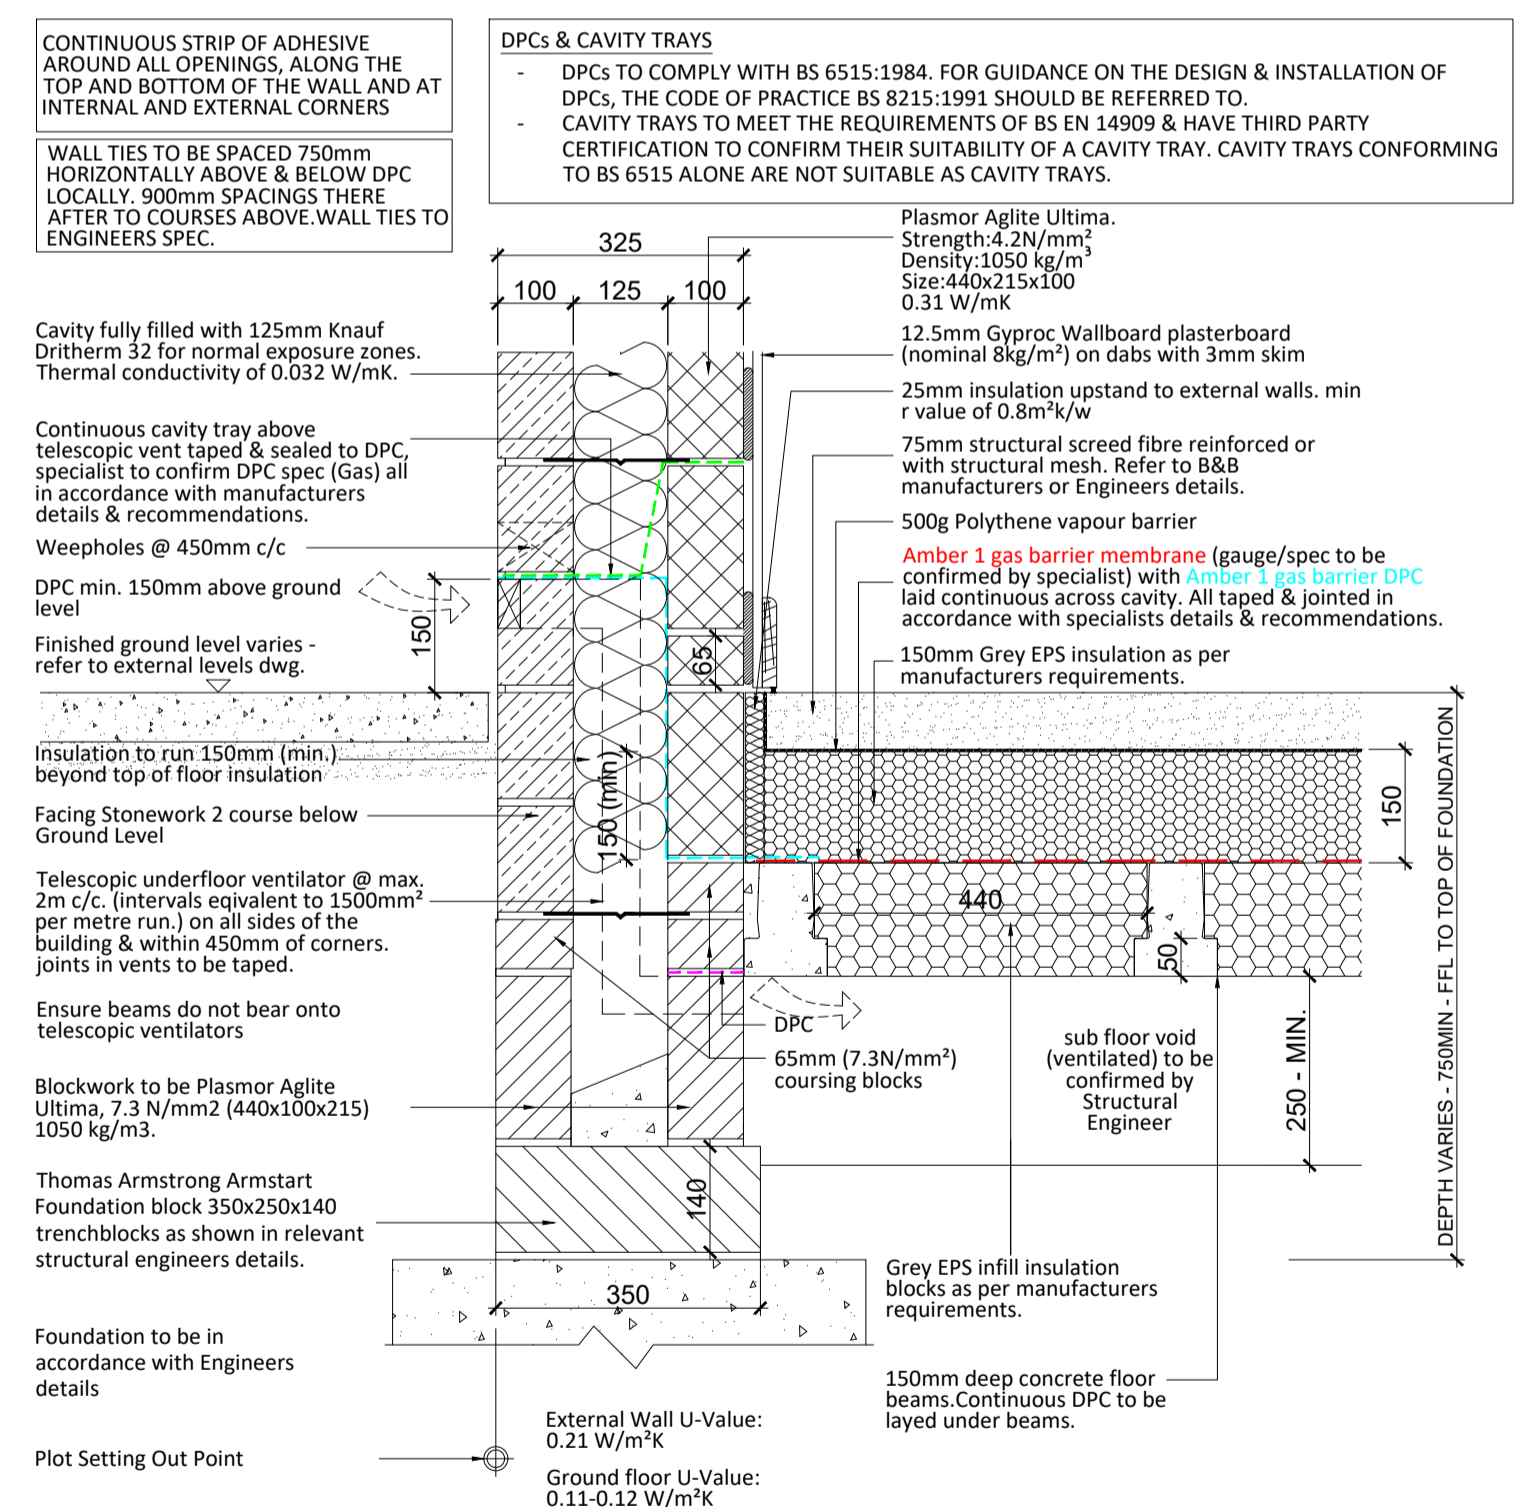 CONTINUOUS STRIP OF ADHESIVE
AROUND ALL OPENINGS, ALONG THE
TOP AND BOTTOM OF THE WALL AND AT
INTERNAL AND EXTERNAL CORNERS
WALL TIES TO BE SPACED 750mm
HORIZONTALLY ABOVE & BELOW DPC
LOCALLY. 900mm SPACINGS THERE
AFTER TO COURSES ABOVE.WALL TIES TO
ENGINEERS SPEC.
DPCs & CAVITY TRAYS
- DPCs TO COMPLY WITH BS 6515:1984. FOR GUIDANCE ON THE DESIGN & INSTALLATION OF
DPCs, THE CODE OF PRACTICE BS 8215:1991 SHOULD BE REFERRED TO.
- CAVITY TRAYS TO MEET THE REQUIREMENTS OF BS EN 14909 & HAVE THIRD PARTY
CERTIFICATION TO CONFIRM THEIR SUITABILITY OF A CAVITY TRAY. CAVITY TRAYS CONFORMING
TO BS 6515 ALONE ARE NOT SUITABLE AS CAVITY TRAYS.
325
100 125 100
Cavity fully filled with 125mm Knauf
Dritherm 32 for normal exposure zones.
Thermal conductivity of 0.032 W/mK.
Continuous cavity tray above
telescopic vent taped & sealed to DPC,
specialist to confirm DPC spec (Gas) all
in accordance with manufacturers
details & recommendations.
Weepholes @ 450mm c/c
DPC min. 150mm above ground
level
150
Finished ground level varies -
refer to external levels dwg.
Insulation to run 150mm (min.)
beyond top of floor insulation
Facing Stonework 2 course below
Ground Level
Telescopic underfloor ventilator @ max.
2m c/c. (intervals eqivalent to 1500mm²
per metre run.) on all sides of the
building & within 450mm of corners.
joints in vents to be taped.
Ensure beams do not bear onto
telescopic ventilators
Blockwork to be Plasmor Aglite
Ultima, 7.3 N/mm2 (440x100x215)
1050 kg/m3.
Thomas Armstrong Armstart
Foundation block 350x250x140
trenchblocks as shown in relevant
structural engineers details.
Foundation to be in
accordance with Engineers
details
Plot Setting Out Point
Plasmor Aglite Ultima.
Strength:4.2N/mm²
Density:1050 kg/m³
Size:440x215x100
0.31 W/mK
12.5mm Gyproc Wallboard plasterboard
(nominal 8kg/m²) on dabs with 3mm skim
25mm insulation upstand to external walls. min
r value of 0.8m²k/w
75mm structural screed fibre reinforced or
with structural mesh. Refer to B&B
manufacturers or Engineers details.
500g Polythene vapour barrier
Amber 1 gas barrier membrane (gauge/spec to be
confirmed by specialist) with Amber 1 gas barrier DPC
laid continuous across cavity. All taped & jointed in
accordance with specialists details & recommendations.
150mm Grey EPS insulation as per
manufacturers requirements.
65
150 (min)
150
440
50
DPC
65mm (7.3N/mm²)
coursing blocks
sub floor void
(ventilated) to be
confirmed by
Structural
Engineer
250 - MIN.
DEPTH VARIES - 750MIN - FFL TO TOP OF FOUNDATION
140
350
Grey EPS infill insulation
blocks as per manufacturers
requirements.
150mm deep concrete floor
beams.Continuous DPC to be
layed under beams.
External Wall U-Value:
0.21 W/m²K
Ground floor U-Value:
0.11-0.12 W/m²K